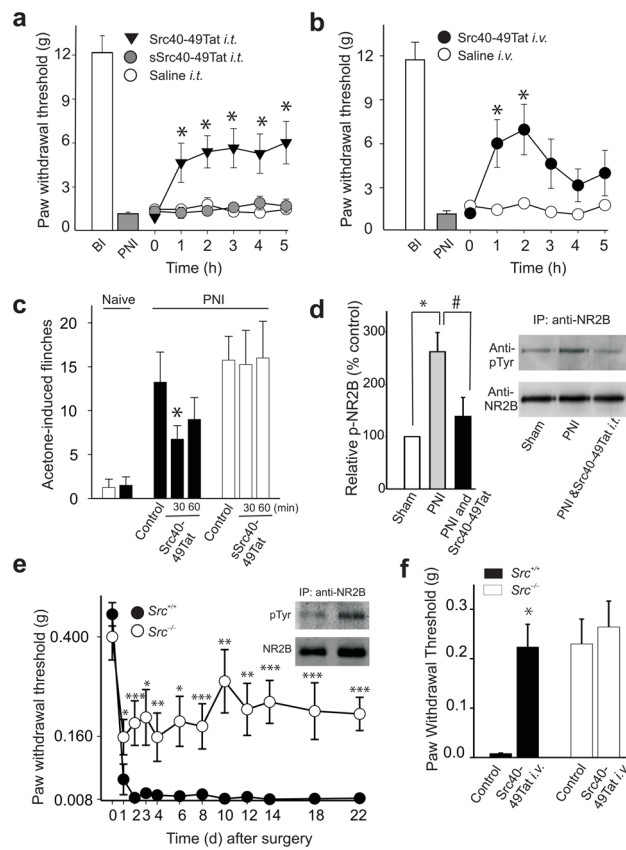 a
Paw withdrawal threshold (g)
12
9
6
3
0
Src40-49Tat i.t.
sSrc40-49Tat i.t.
Saline i.t.
* * * * *
BI
PNI
0 1 2 3 4 5
Time (h)
b
Paw withdrawal threshold (g)
12
9
6
3
0
Src40-49Tat i.v.
Saline i.v.
* *
BI
PNI
0 1 2 3 4 5
Time (h)
c
Acetone-induced flinches
Naive
PNI
20
15
10
5
0
*
Control
30 60
Src40-
49Tat
Control
30 60 (min)
sSrc40-
49Tat
d
Relative p-NR2B (% control)
300
200
100
* #
Sham
PNI
PNI and
Src40-49Tat
IP: anti-NR2B
Anti-
pTyr
Anti-
NR2B
Sham
PNI
PNI &Src40-49Tat i.t.
e
Paw withdrawal threshold (g)
0.400
0.160
0.008
Src+/+
Src-/-
IP: anti-NR2B
pTyr
NR2B
* *** * ** * *** ** ** *** *** ***
0 1 2 3 4 6 8 10 12 14 18 22
Time (d) after surgery
f
Paw Withdrawal Threshold (g)
Src+/+
Src-/-
0.3
0.2
0.1
0.0
*
Control
Src40-
49Tat i.v.
Control
Src40-
49Tat i.v.